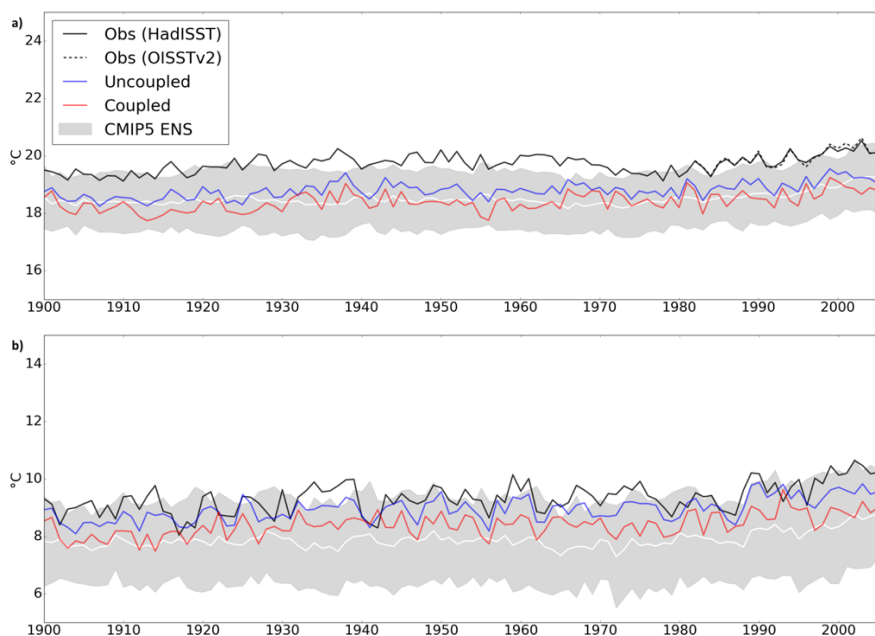 a)
24
22
20
18
16
°C
Obs (HadISST)
Obs (OISSTv2)
Uncoupled
Coupled
CMIP5 ENS
1900 1910 1920 1930 1940 1950 1960 1970 1980 1990 2000
b)
14
12
10
8
6
°C
1900 1910 1920 1930 1940 1950 1960 1970 1980 1990 2000